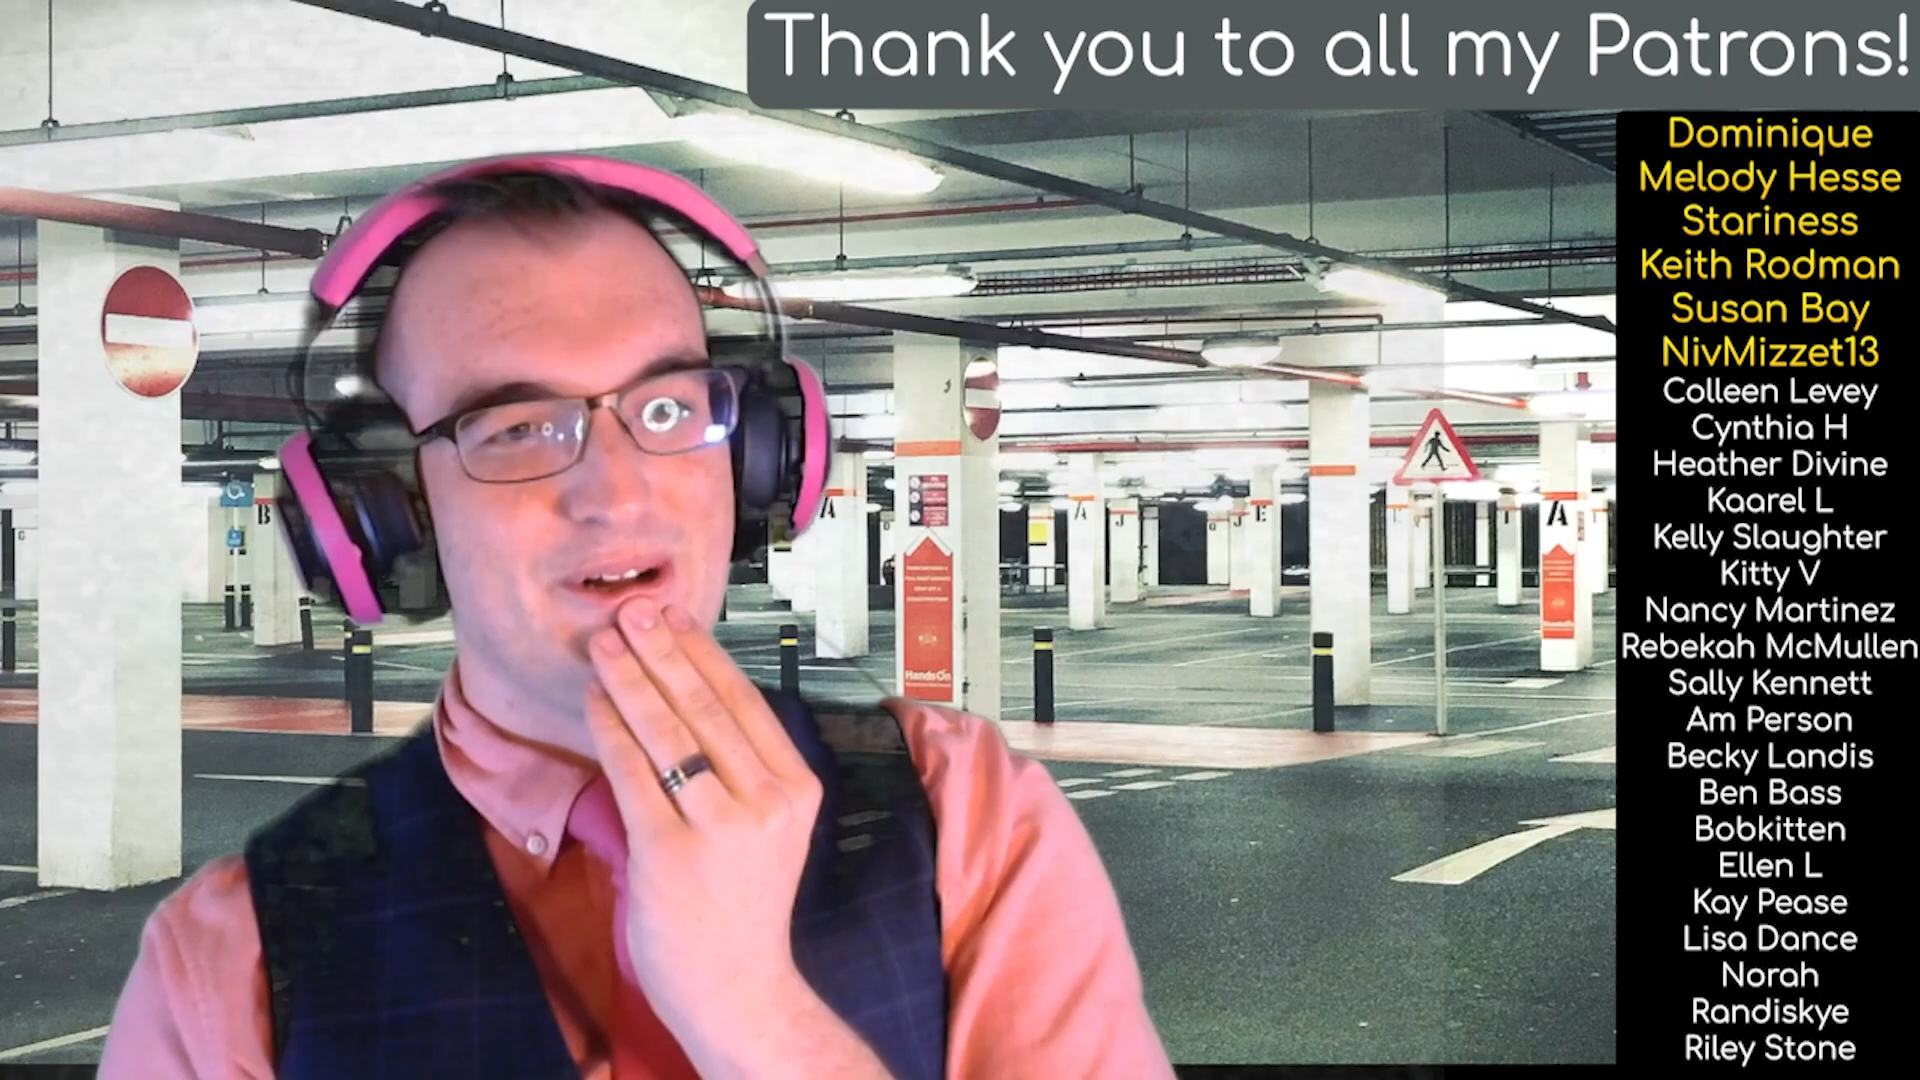 Thank you to all my Patrons!
Dominique
Melody Hesse
Stariness
Keith Rodman
Susan Bay
NivMizzet13
Colleen Levey
Cynthia H
Heather Divine
Kaarel L
Kelly Slaughter
Kitty V
Nancy Martinez
Rebekah McMullen
Sally Kennett
Am Person
Becky Landis
Ben Bass
Bobkitten
Ellen L
Kay Pease
Lisa Dance
Norah
Randiskye
Riley Stone
B
A
A
J
J
E
A
HandsOn